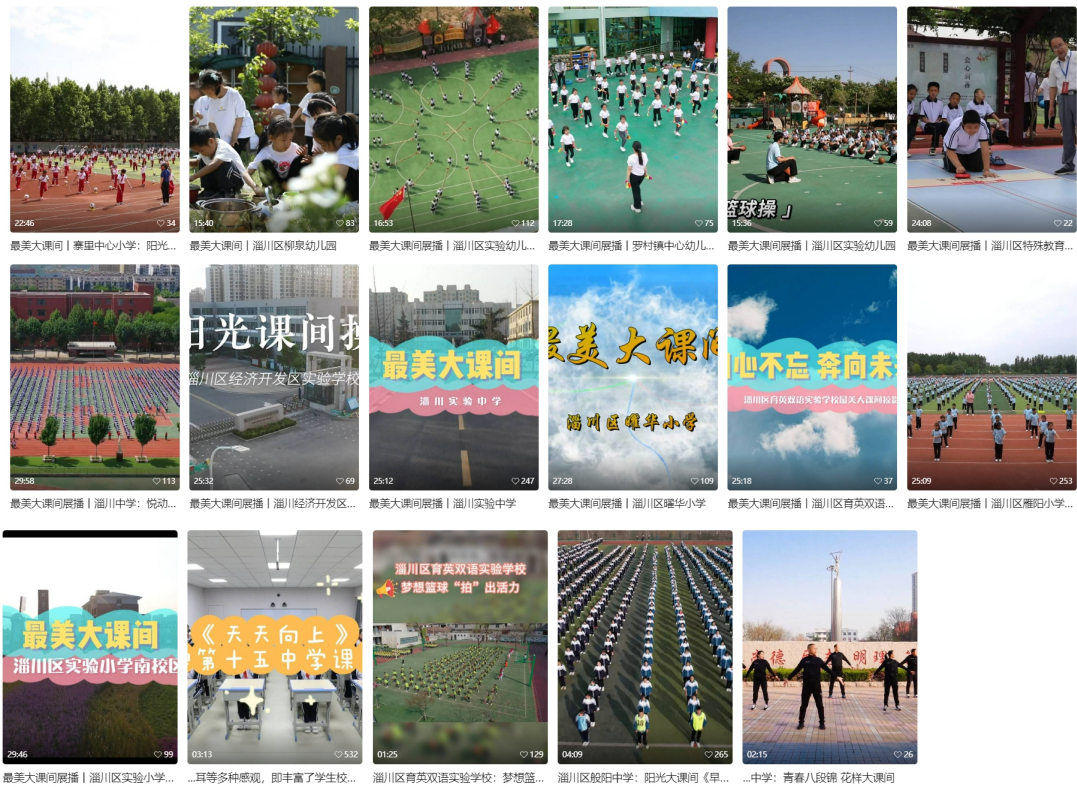 会心问两
篮球操 」
22:46
34
15:40
83
16:53
112
17:28
75
15:36
59
24:08
22
最美大课间丨寨里中心小学：阳光...
最美大课间丨淄川区柳泉幼儿园
最美大课间展播丨淄川区实验幼儿...
最美大课间展播丨罗村镇中心幼儿...
最美大课间展播丨淄川区实验幼儿园
最美大课间展播丨淄川区特殊教育...
阳光课间操
淄川区经济开发区实验学校
最美大课间
淄川实验中学
最美大课间
淄川区曜华小学
初心不忘 奔向未来
淄川区育英双语实验学校最美大课间校
29:58
113
25:32
69
25:12
247
27:28
109
25:18
37
25:09
253
最美大课间展播丨淄川中学：悦动...
最美大课间展播丨淄川经济开发区...
最美大课间展播丨淄川实验中学
最美大课间展播丨淄川区曜华小学
最美大课间展播丨淄川区育英双语...
最美大课间展播丨淄川区雁阳小学...
最美大课间
淄川区实验小学南校区
《天天向上》
第十五中学课
淄川区育英双语实验学校
梦想篮球“拍”出活力
德
明理
29:46
99
03:13
532
01:25
129
04:09
265
02:15
26
最美大课间展播丨淄川区实验小学...
...耳等多种感观，即丰富了学生校...
淄川区育英双语实验学校：梦想篮...
淄川区般阳中学：阳光大课间《早...
...中学：青春八段锦 花样大课间